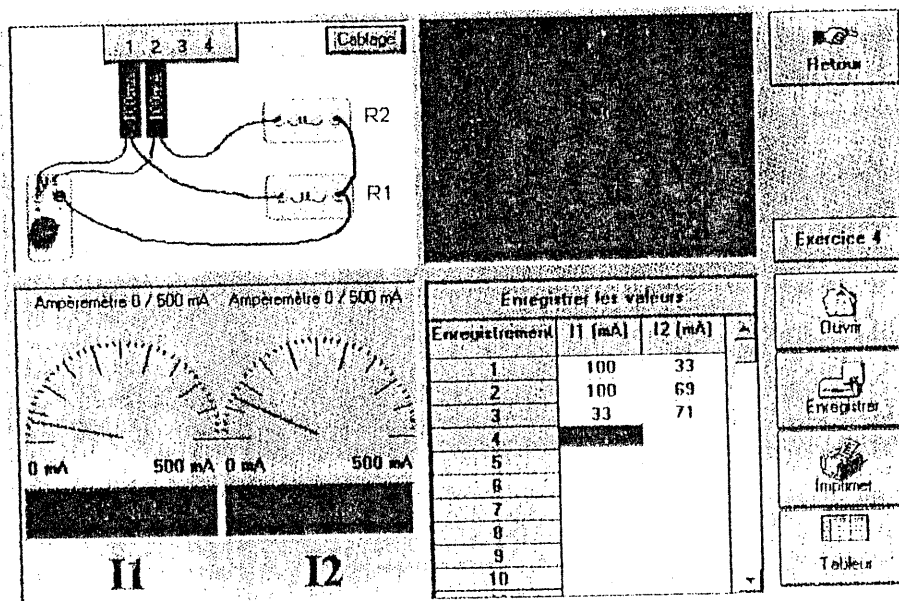 1 2 3 4
Cablage
R2
R1
Retour
Exercice 4
Ampèremètre 0 / 500 mA
Ampèremètre 0 / 500 mA
0 mA
500 mA
0 mA
500 mA
I1
I2
Enregistrer les valeurs
Enregistrement I1 (mA) I2 (mA)
1 100 33
2 100 69
3 33 71
4
5
6
7
8
9
10
Ouvrir
Enregistrer
Imprimer
Tableur